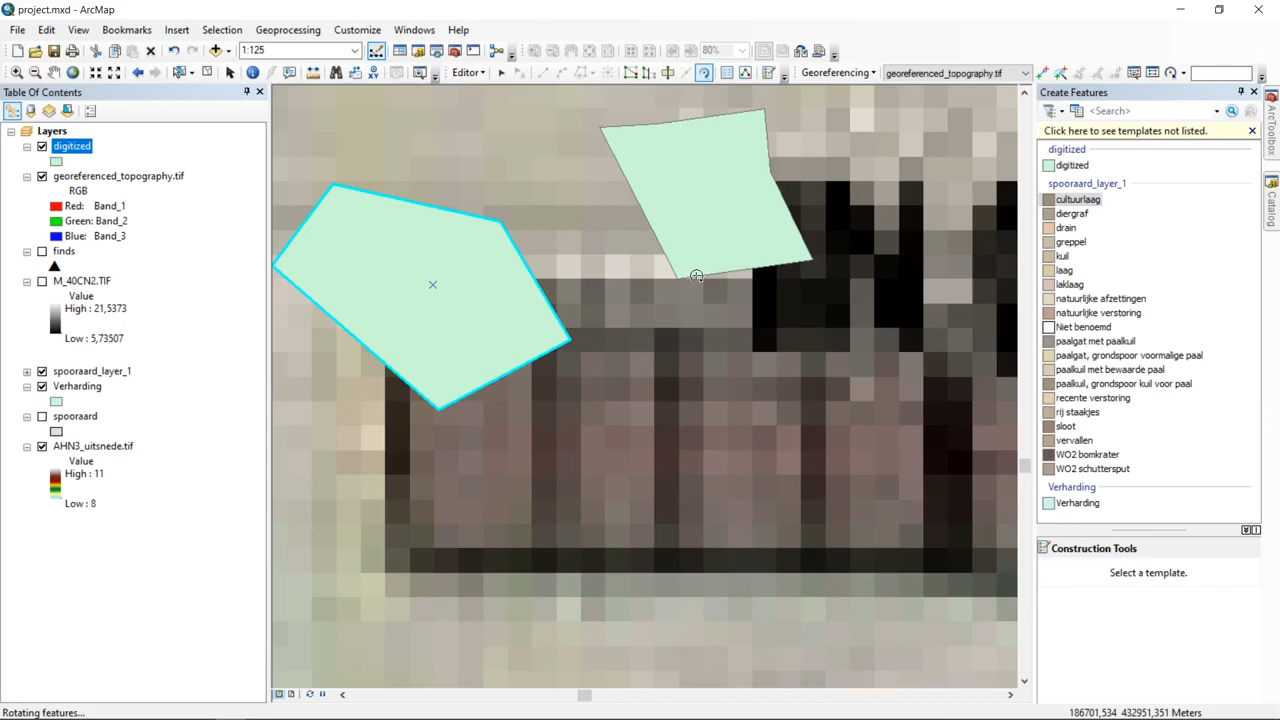 project.mxd - ArcMap
File Edit View Bookmarks Insert Selection Geoprocessing Customize Windows Help
1:125 80%
Editor Georeferencing georeferenced_topography.tif
Table Of Contents
Layers
digitized
georeferenced_topography.tif
RGB
Red: Band_1
Green: Band_2
Blue: Band_3
finds
M_40CN2.TIF
Value
High : 21,5373
Low : 5,73507
spooraard_layer_1
Verharding
spooraard
AHN3_uitsnede.tif
Value
High : 11
Low : 8
Create Features
<Search>
Click here to see templates not listed.
digitized
digitized
spooraard_layer_1
cultuurlaag
diergraf
drain
greppel
kuil
laag
laklaag
natuurlijke afzettingen
natuurlijke verstoring
Niet benoemd
paalgat met paalkuil
paalgat, grondspoor voormalige paal
paalkuil met bewaarde paal
paalkuil, grondspoor kuil voor paal
recente verstoring
rij staakjes
sloot
vervallen
WO2 bomkrater
WO2 schuttersput
Verharding
Verharding
Construction Tools
Select a template.
ArcToolbox
Catalog
Rotating features...
186701,534 432951,351 Meters